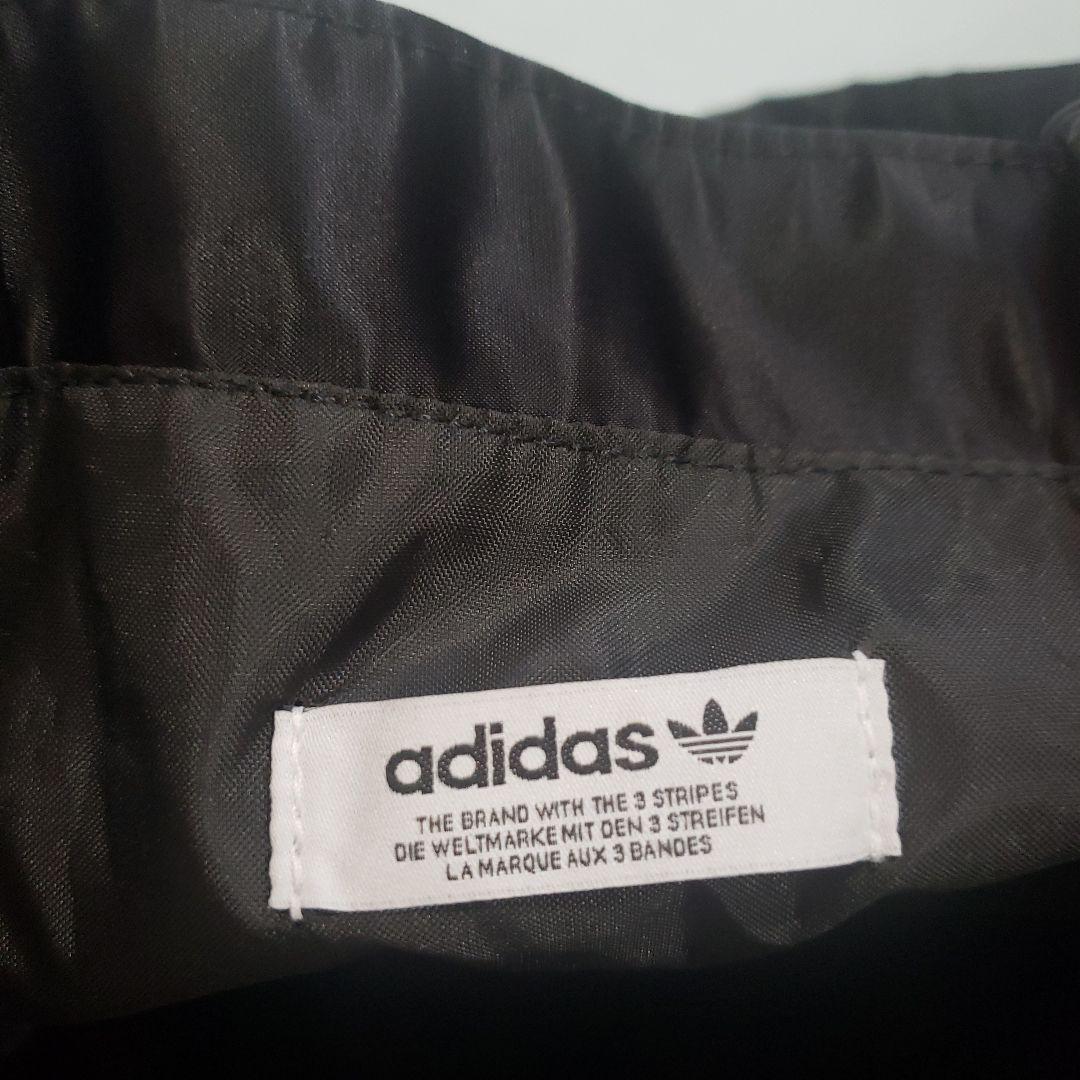 adidas
THE BRAND WITH THE 3 STRIPES
DIE WELTMARKE MIT DEN 3 STREIFEN
LA MARQUE AUX 3 BANDES